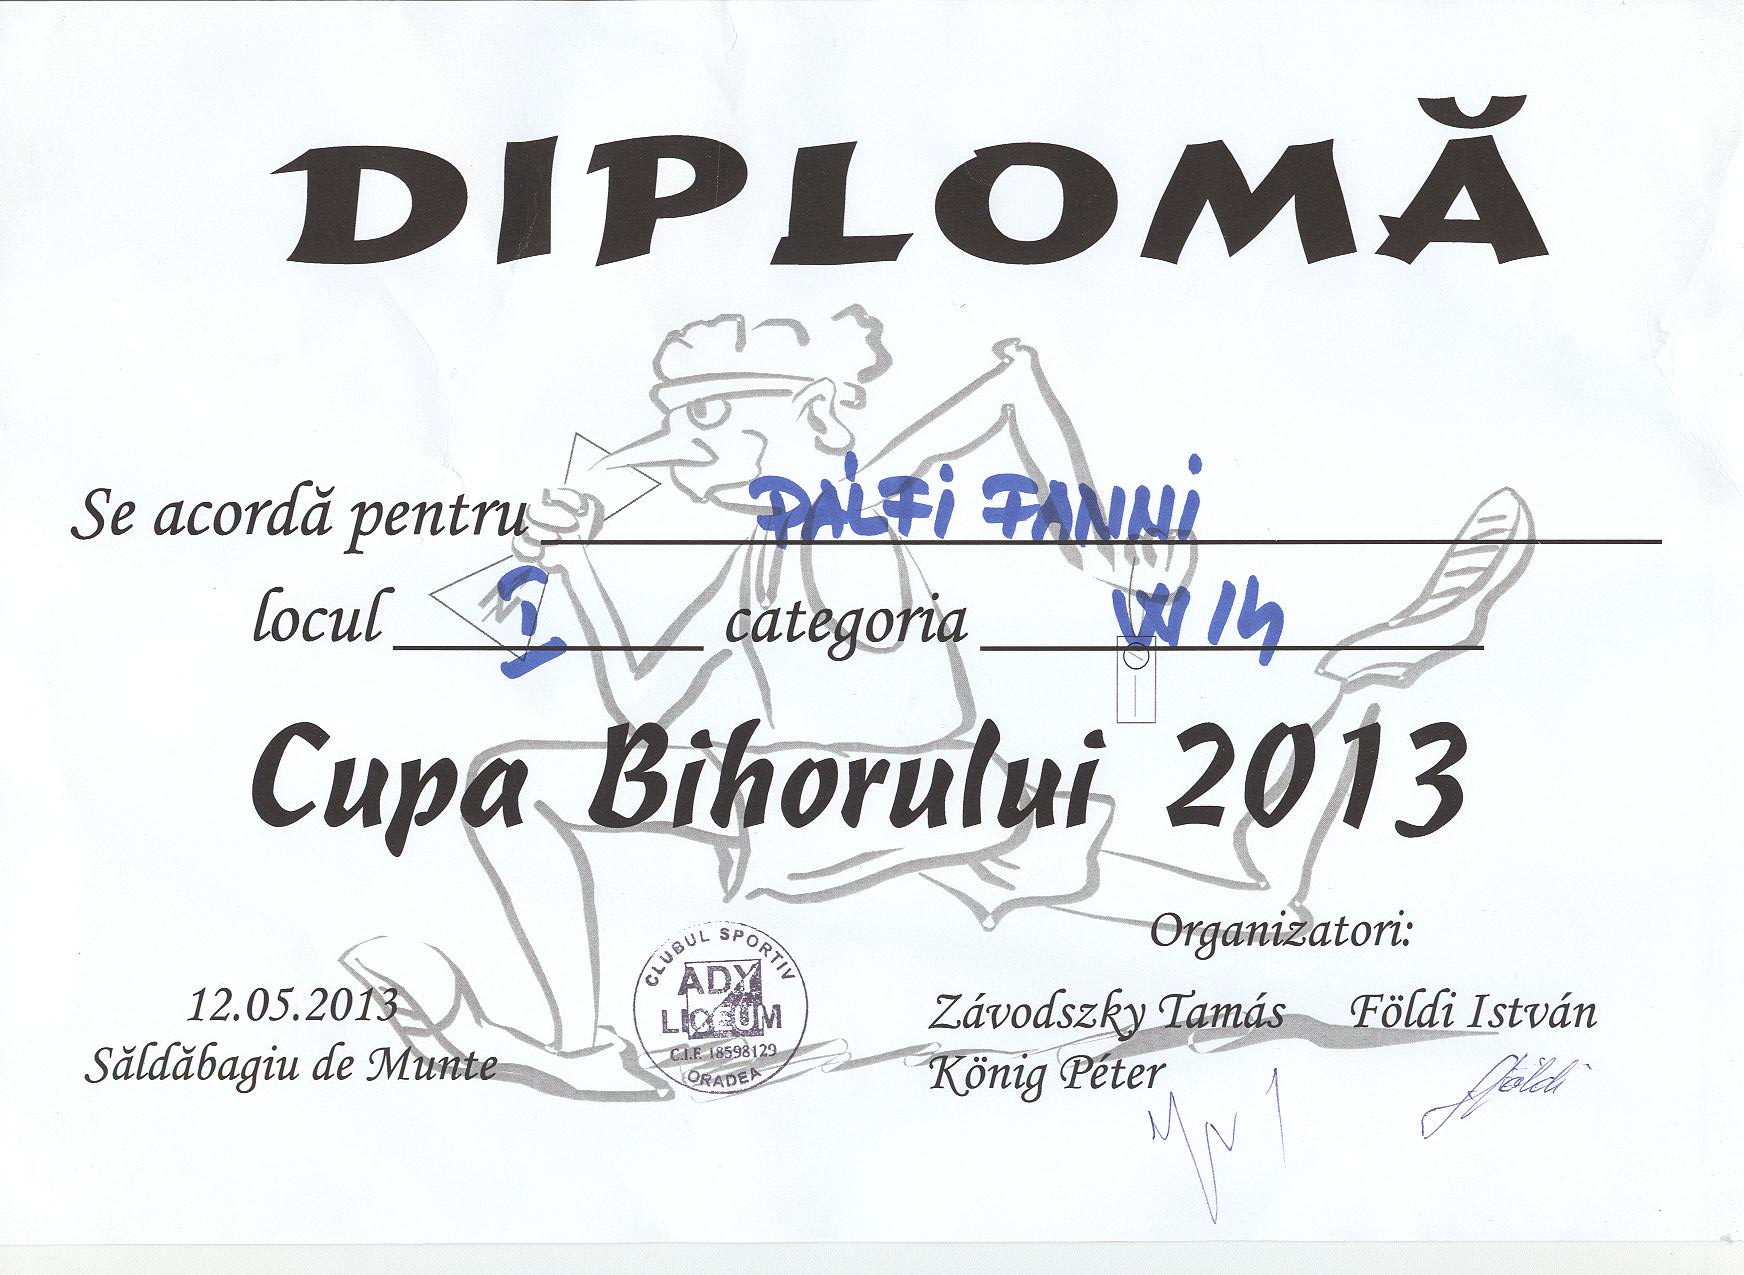 DIPLOMĂ
Se acordă pentru PÁLFI FANNI
locul I categoria W14
Cupa Bihorului 2013
Organizatori:
12.05.2013
Săldăbagiu de Munte
CLUBUL SPORTIV
ADY
LICEUM
C.I.F. 18598129
ORADEA
Závodszky Tamás Földi István
König Péter
Földi